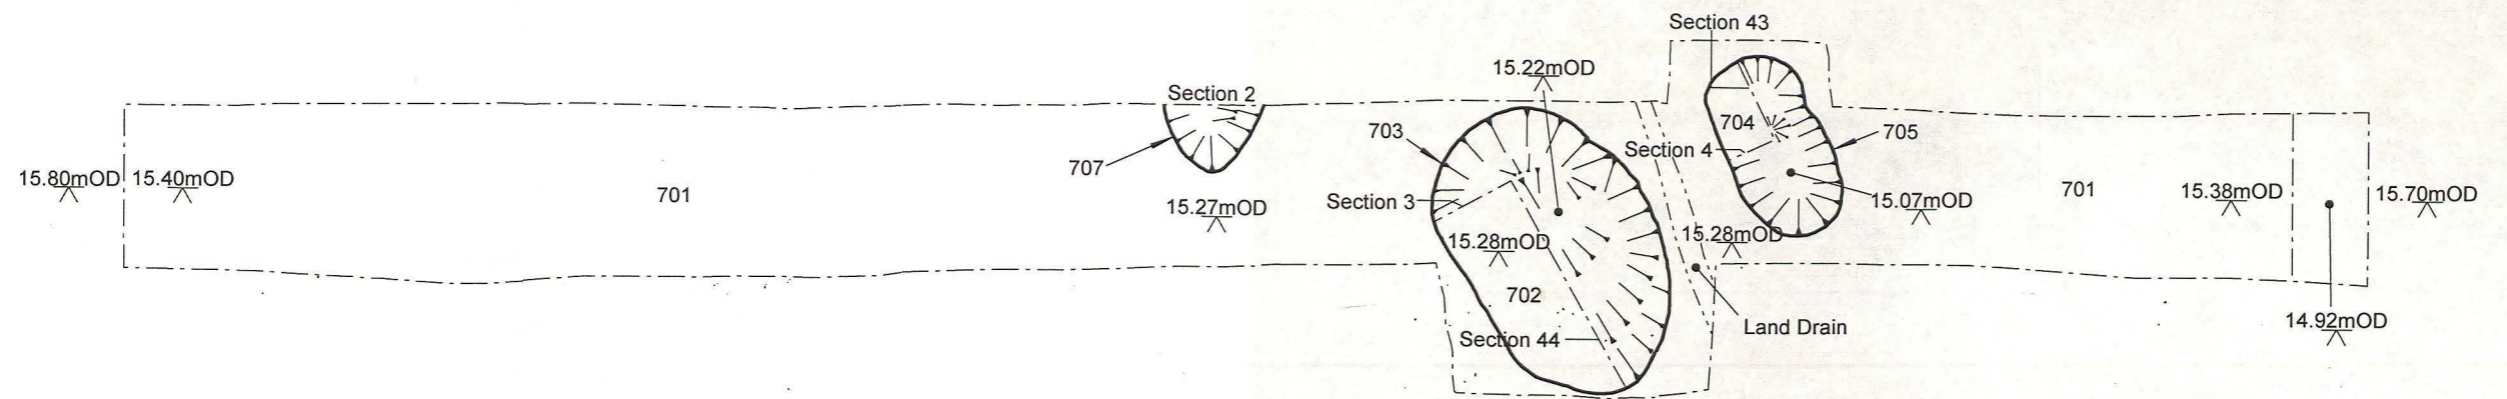 Section 43
15.22mOD
Section 2
703
704
705
Section 4
707
15.80mOD
15.40mOD
701
701
15.38mOD
15.70mOD
Section 3
15.27mOD
15.07mOD
15.28mOD
15.28mOD
702
Land Drain
14.92mOD
Section 44